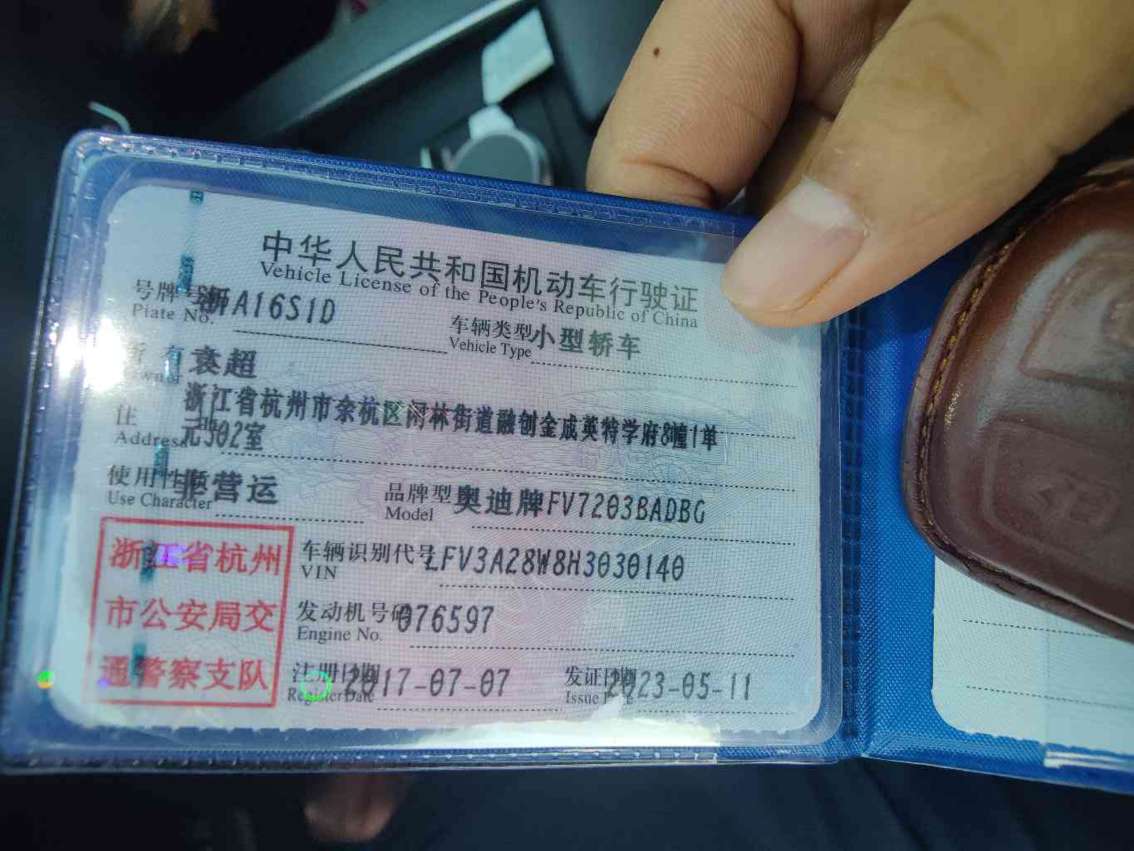 中华人民共和国机动车行驶证
Vehicle License of the People's Republic of China
号牌号 浙A16S1D
Plate No.
车辆类型 小型轿车
Vehicle Type
所有 袁超
Owner
住 浙江省杭州市余杭区闲林街道融创金成英特学府8幢1单
Address 元502室
使用性 非营运
Use Character
品牌型 奥迪牌FV7203BADBG
Model
浙江省杭州
市公安局交
通警察支队
车辆识别代号 LFV3A28W8H3030140
VIN
发动机号码 076597
Engine No.
注册日期 2017-07-07
Register Date
发证日期 2023-05-11
Issue Date